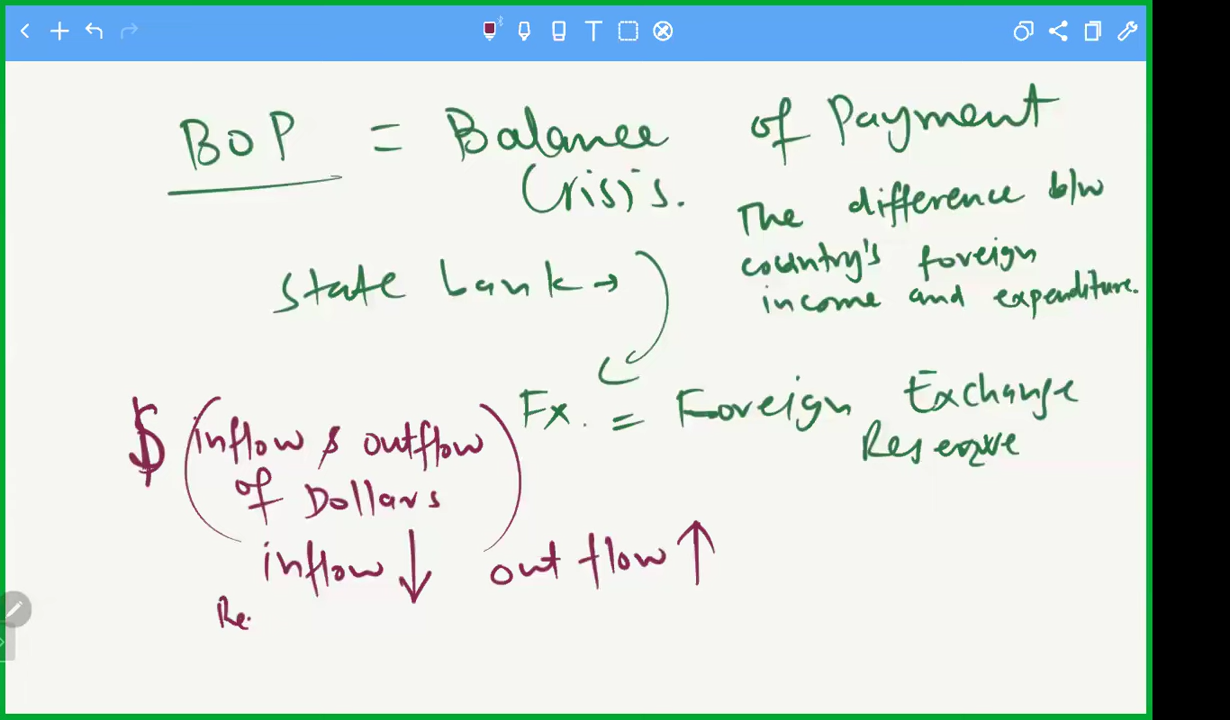 BOP = Balance of Payment
Crisis.
The difference b/w
country's foreign
income and expenditure.
State bank →
Fx. = Foreign Exchange
Reserve
$ (inflow & outflow
of Dollars)
inflow ↓ outflow ↑
Re.